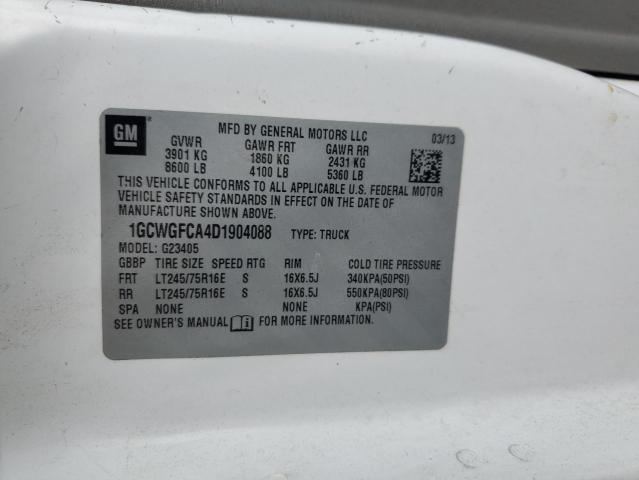 GM
®
MFD BY GENERAL MOTORS LLC 03/13
GVWR GAWR FRT GAWR RR
3901 KG 1860 KG 2431 KG
8600 LB 4100 LB 5360 LB
THIS VEHICLE CONFORMS TO ALL APPLICABLE U.S. FEDERAL MOTOR
VEHICLE SAFETY STANDARDS IN EFFECT ON THE DATE OF
MANUFACTURE SHOWN ABOVE.
1GCWGFCA4D1904088 TYPE: TRUCK
MODEL: G23405
GBBP TIRE SIZE SPEED RTG RIM COLD TIRE PRESSURE
FRT LT245/75R16E S 16X6.5J 340KPA(50PSI)
RR LT245/75R16E S 16X6.5J 550KPA(80PSI)
SPA NONE NONE KPA(PSI)
SEE OWNER'S MANUAL FOR MORE INFORMATION.